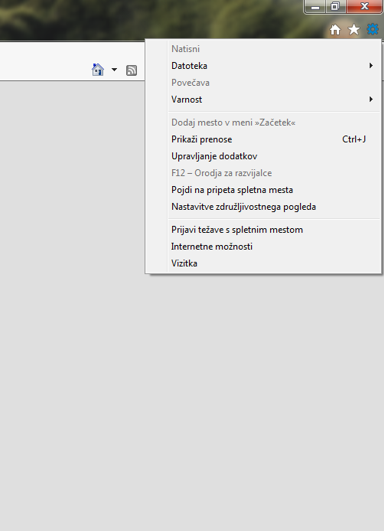 Natisni
Datoteka
Povečava
Varnost
Dodaj mesto v meni »Začetek«
Prikaži prenose Ctrl+J
Upravljanje dodatkov
F12 – Orodja za razvijalce
Pojdi na pripeta spletna mesta
Nastavitve združljivostnega pogleda
Prijavi težave s spletnim mestom
Internetne možnosti
Vizitka